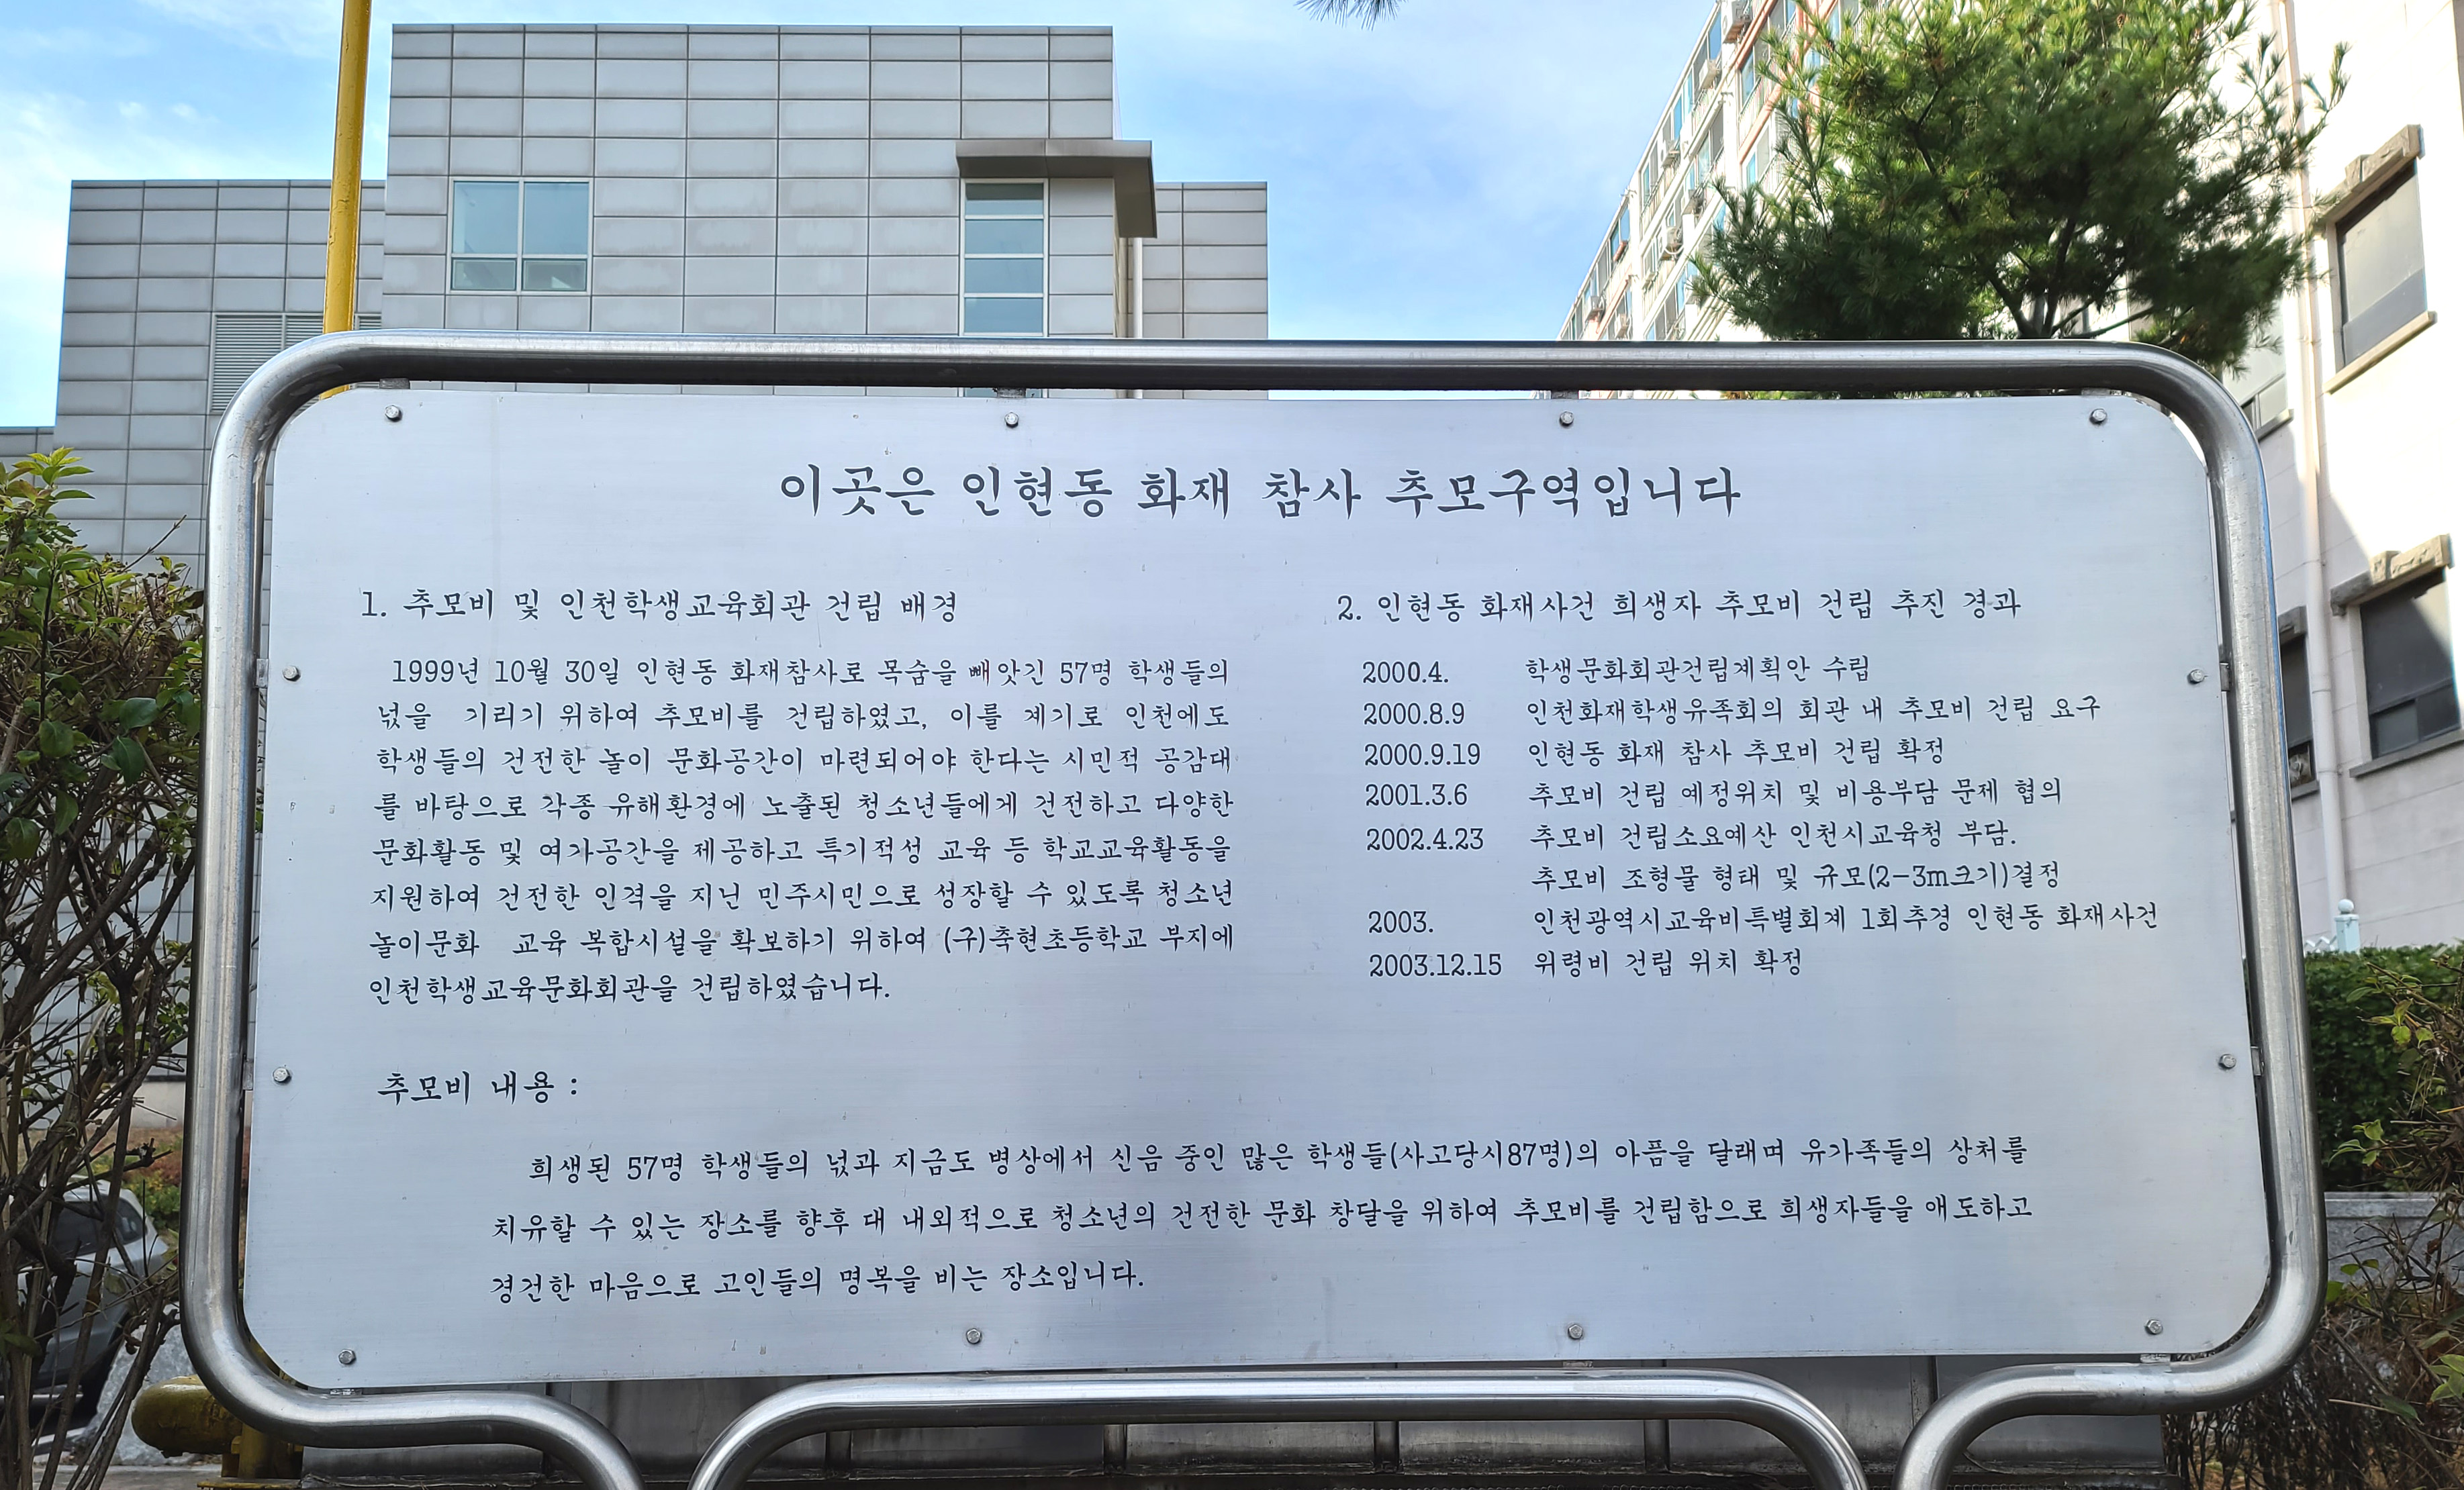 이곳은 인현동 화재 참사 추모구역입니다
1. 추모비 및 인천학생교육회관 건립 배경
1999년 10월 30일 인현동 화재참사로 목숨을 빼앗긴 57명 학생들의
넋을 기리기 위하여 추모비를 건립하였고, 이를 계기로 인천에도
학생들의 건전한 놀이 문화공간이 마련되어야 한다는 시민적 공감대
를 바탕으로 각종 유해환경에 노출된 청소년들에게 건전하고 다양한
문화활동 및 여가공간을 제공하고 특기적성 교육 등 학교교육활동을
지원하여 건전한 인격을 지닌 민주시민으로 성장할 수 있도록 청소년
놀이문화 교육 복합시설을 확보하기 위하여 (구)축현초등학교 부지에
인천학생교육문화회관을 건립하였습니다.
2. 인현동 화재사건 희생자 추모비 건립 추진 경과
2000.4. 학생문화회관건립계획안 수립
2000.8.9 인천화재학생유족회의 회관 내 추모비 건립 요구
2000.9.19 인현동 화재 참사 추모비 건립 확정
2001.3.6 추모비 건립 예정위치 및 비용부담 문제 협의
2002.4.23 추모비 건립소요예산 인천시교육청 부담.
추모비 조형물 형태 및 규모(2-3m크기)결정
2003. 인천광역시교육비특별회계 1회추경 인현동 화재사건
2003.12.15 위령비 건립 위치 확정
추모비 내용 :
희생된 57명 학생들의 넋과 지금도 병상에서 신음 중인 많은 학생들(사고당시87명)의 아픔을 달래며 유가족들의 상처를
치유할 수 있는 장소를 향후 대 내외적으로 청소년의 건전한 문화 창달을 위하여 추모비를 건립함으로 희생자들을 애도하고
경건한 마음으로 고인들의 명복을 비는 장소입니다.